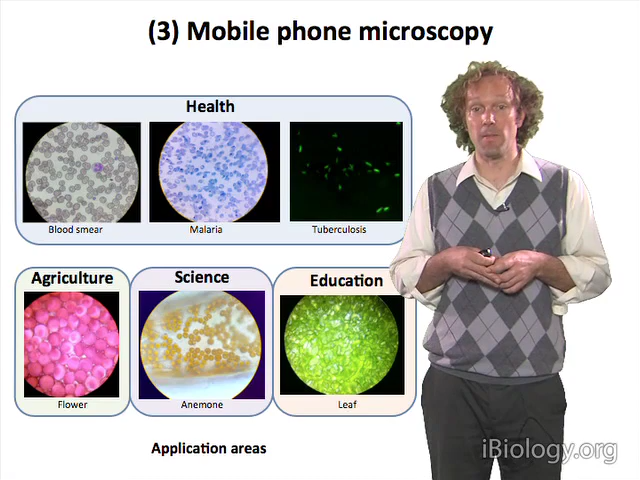 (3) Mobile phone microscopy
Health
Blood smear
Malaria
Tuberculosis
Agriculture
Science
Education
Flower
Anemone
Leaf
Application areas
iBiology.org